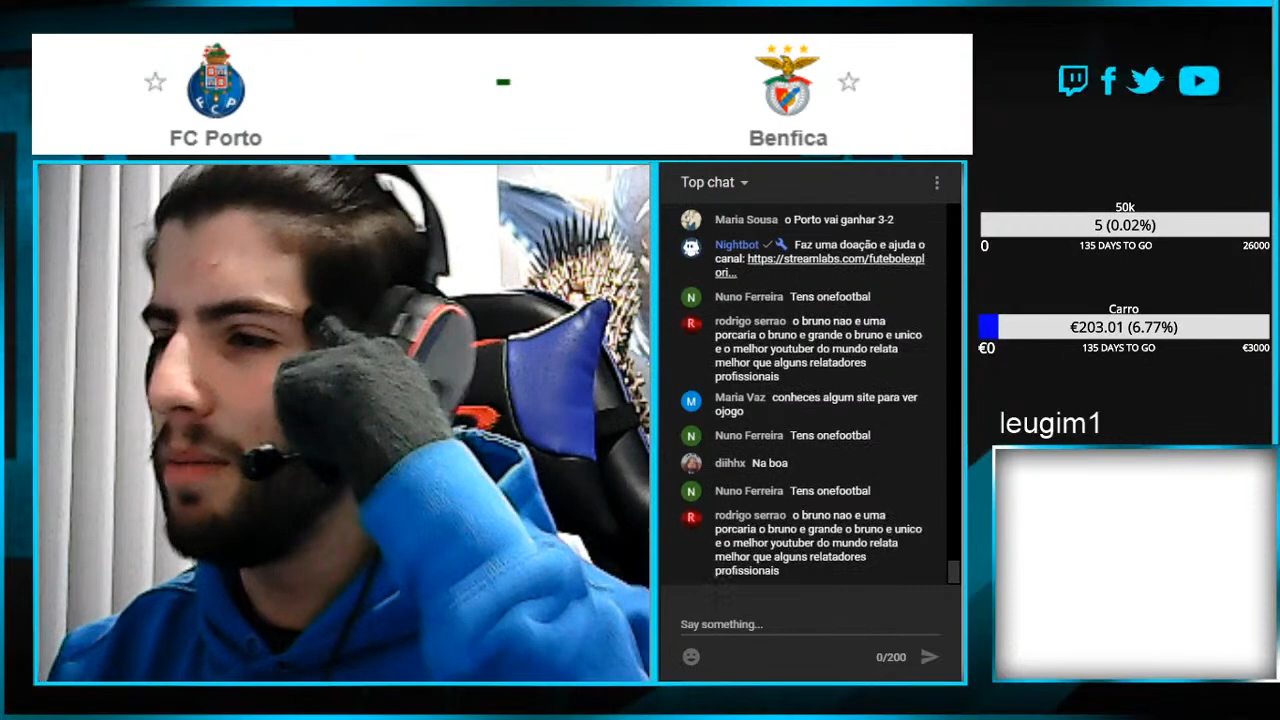 FC Porto
-
Benfica
FCP
Top chat
Maria Sousa o Porto vai ganhar 3-2
Nightbot Faz uma doação e ajuda o
canal: https://streamlabs.com/futebolexpl
ori...
N Nuno Ferreira Tens onefootbal
R rodrigo serrao o bruno nao e uma
porcaria o bruno e grande o bruno e unico
e o melhor youtuber do mundo relata
melhor que alguns relatadores
profissionais
M Maria Vaz conheces algum site para ver
ojogo
N Nuno Ferreira Tens onefootbal
diihhx Na boa
N Nuno Ferreira Tens onefootbal
R rodrigo serrao o bruno nao e uma
porcaria o bruno e grande o bruno e unico
e o melhor youtuber do mundo relata
melhor que alguns relatadores
profissionais
Say something...
0/200
50k
5 (0.02%)
0 135 DAYS TO GO 26000
Carro
€203.01 (6.77%)
€0 135 DAYS TO GO €3000
leugim1